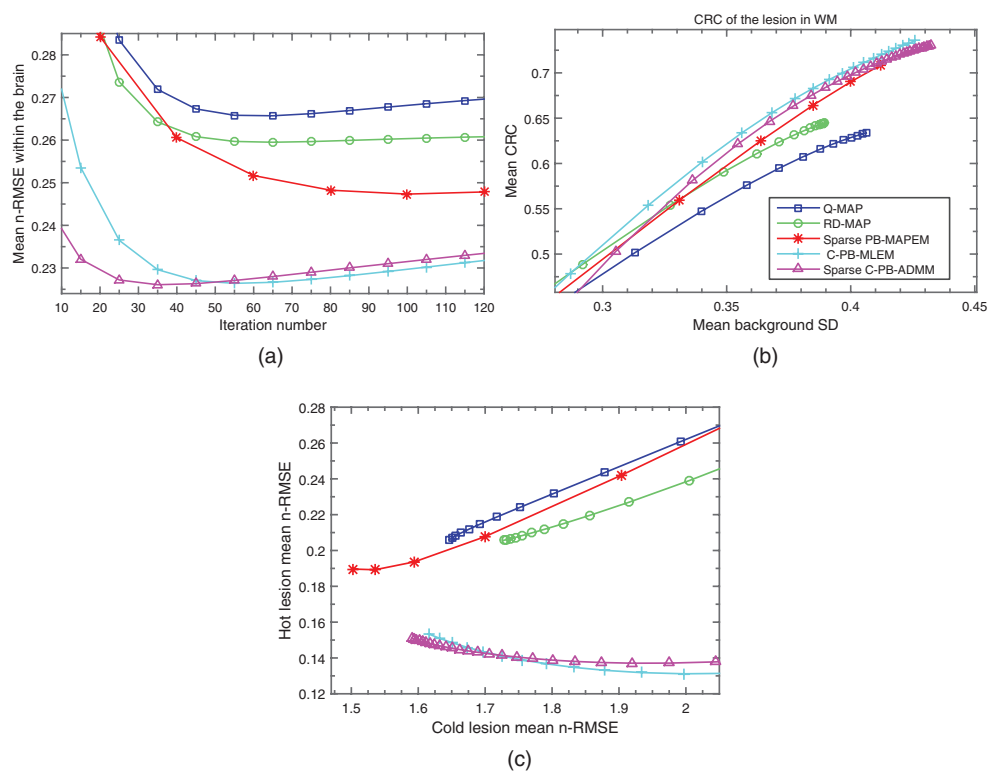 0.28
0.27
0.26
0.25
0.24
0.23
10 20 30 40 50 60 70 80 90 100 110 120
Mean n-RMSE within the brain
Iteration number
(a)
CRC of the lesion in WM
0.7
0.65
0.6
0.55
0.5
0.3 0.35 0.4 0.45
Mean CRC
Mean background SD
Q-MAP
RD-MAP
Sparse PB-MAPEM
C-PB-MLEM
Sparse C-PB-ADMM
(b)
0.28
0.26
0.24
0.22
0.2
0.18
0.16
0.14
0.12
1.5 1.6 1.7 1.8 1.9 2
Hot lesion mean n-RMSE
Cold lesion mean n-RMSE
(c)